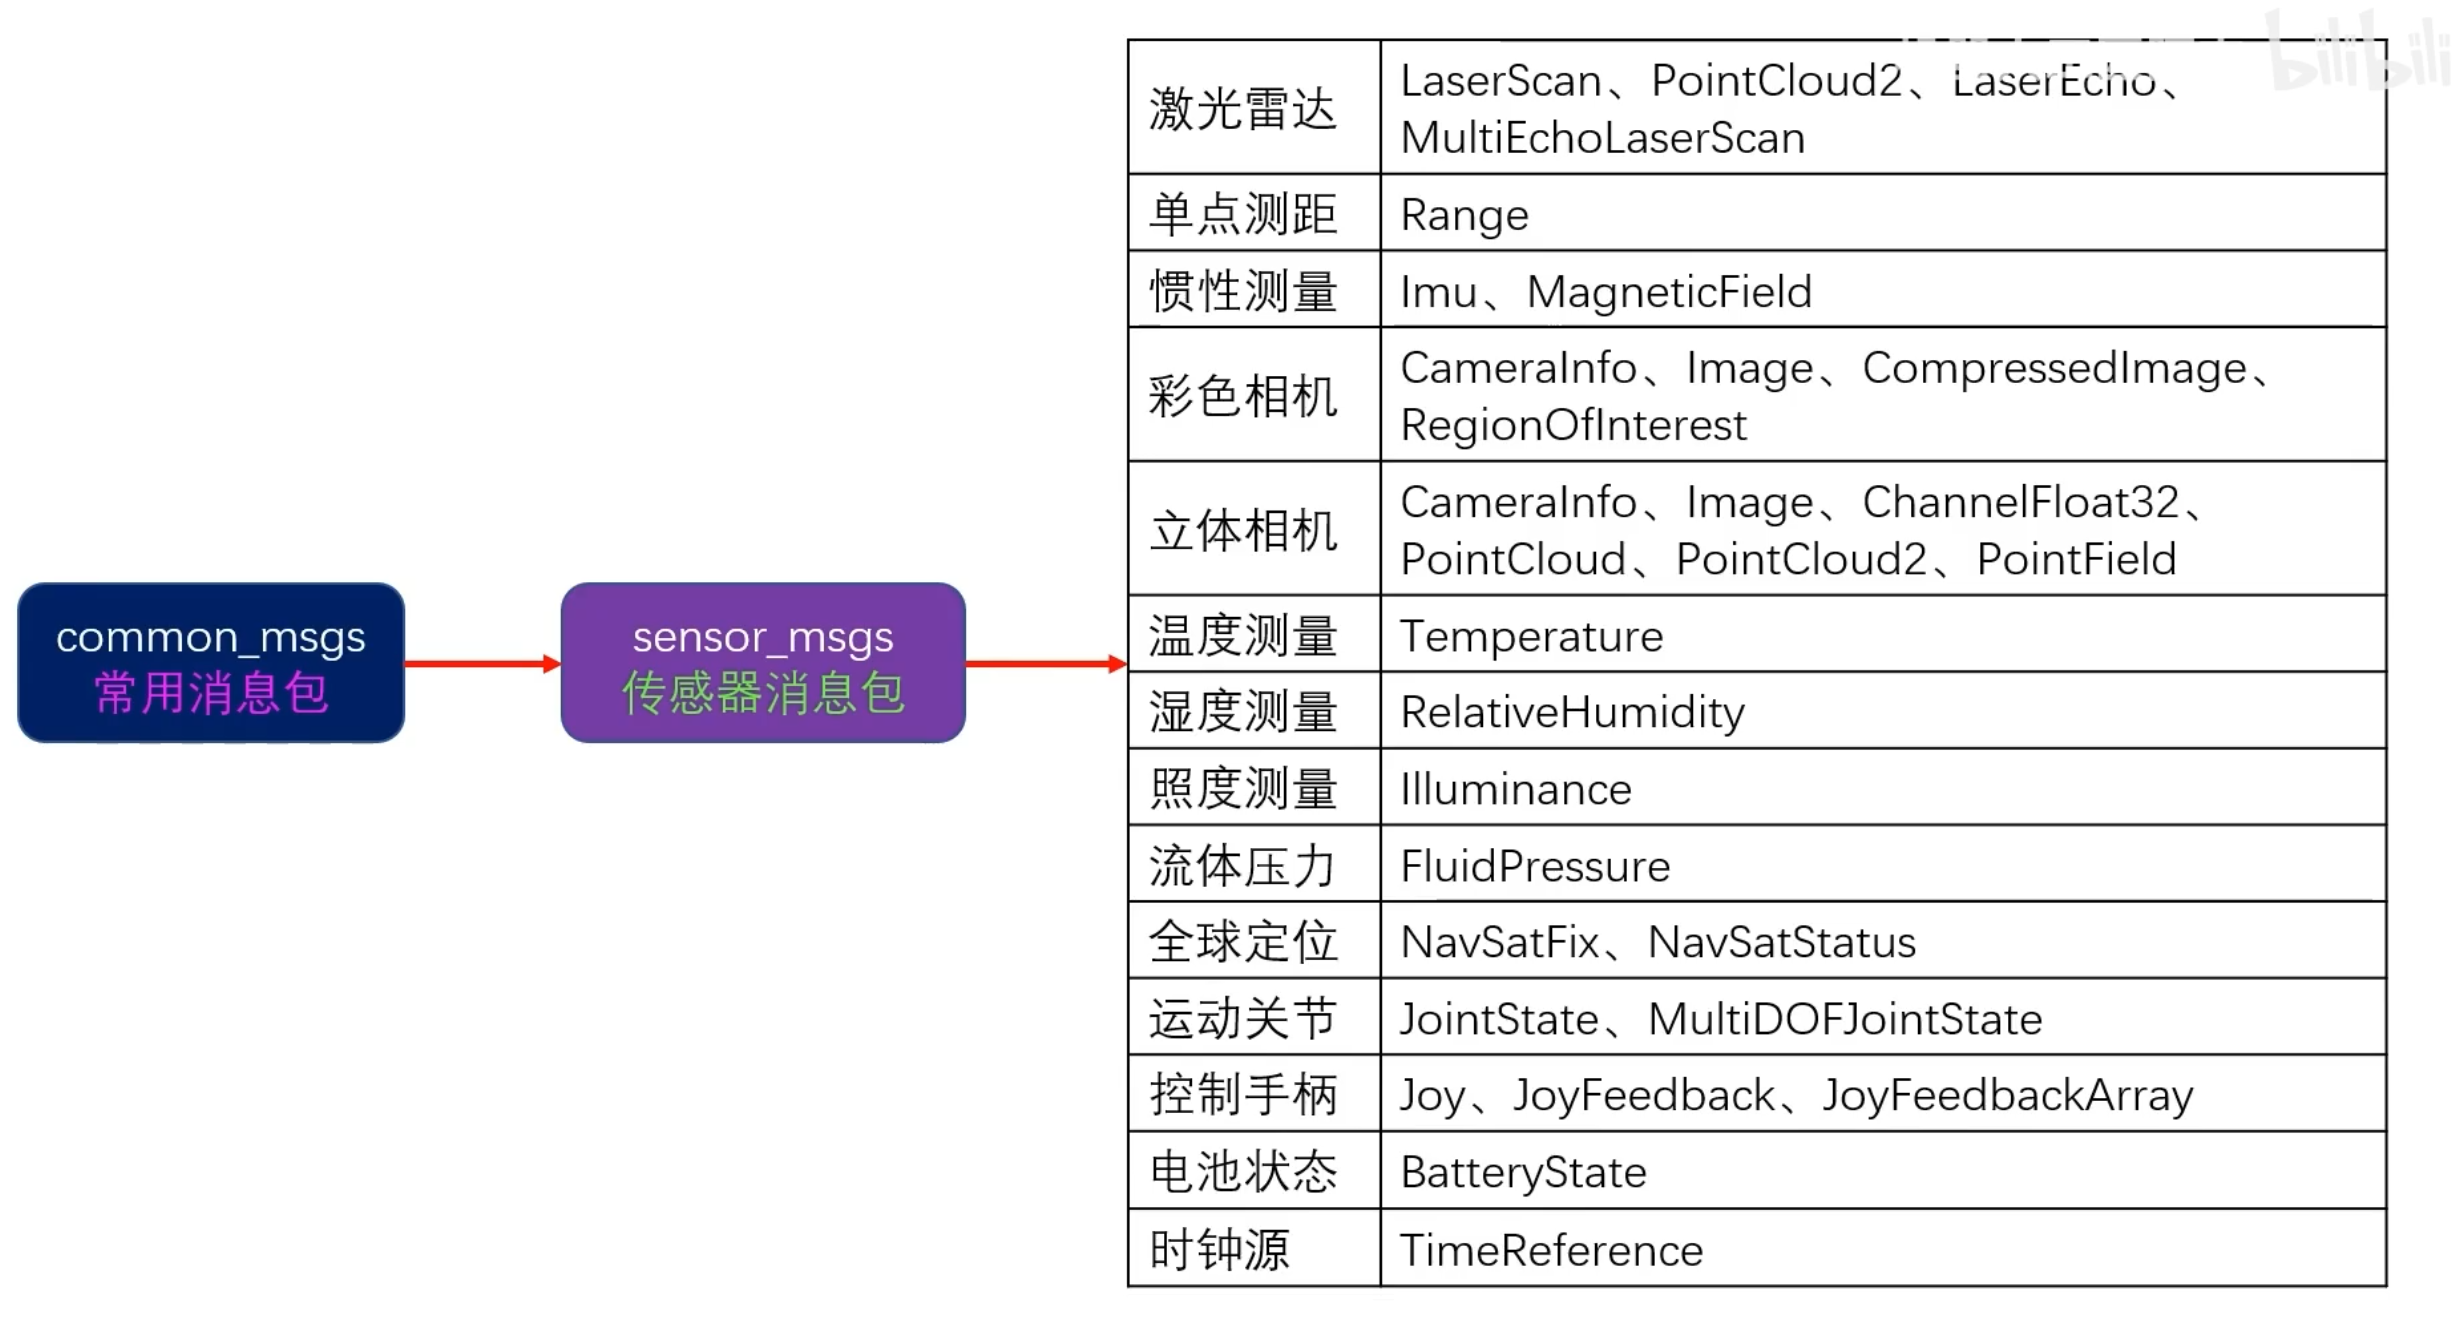 common_msgs
常用消息包
sensor_msgs
传感器消息包
激光雷达
LaserScan、PointCloud2、LaserEcho、
MultiEchoLaserScan
单点测距
Range
惯性测量
Imu、MagneticField
彩色相机
CameraInfo、Image、CompressedImage、
RegionOfInterest
立体相机
CameraInfo、Image、ChannelFloat32、
PointCloud、PointCloud2、PointField
温度测量
Temperature
湿度测量
RelativeHumidity
照度测量
Illuminance
流体压力
FluidPressure
全球定位
NavSatFix、NavSatStatus
运动关节
JointState、MultiDOFJointState
控制手柄
Joy、JoyFeedback、JoyFeedbackArray
电池状态
BatteryState
时钟源
TimeReference
bilibili